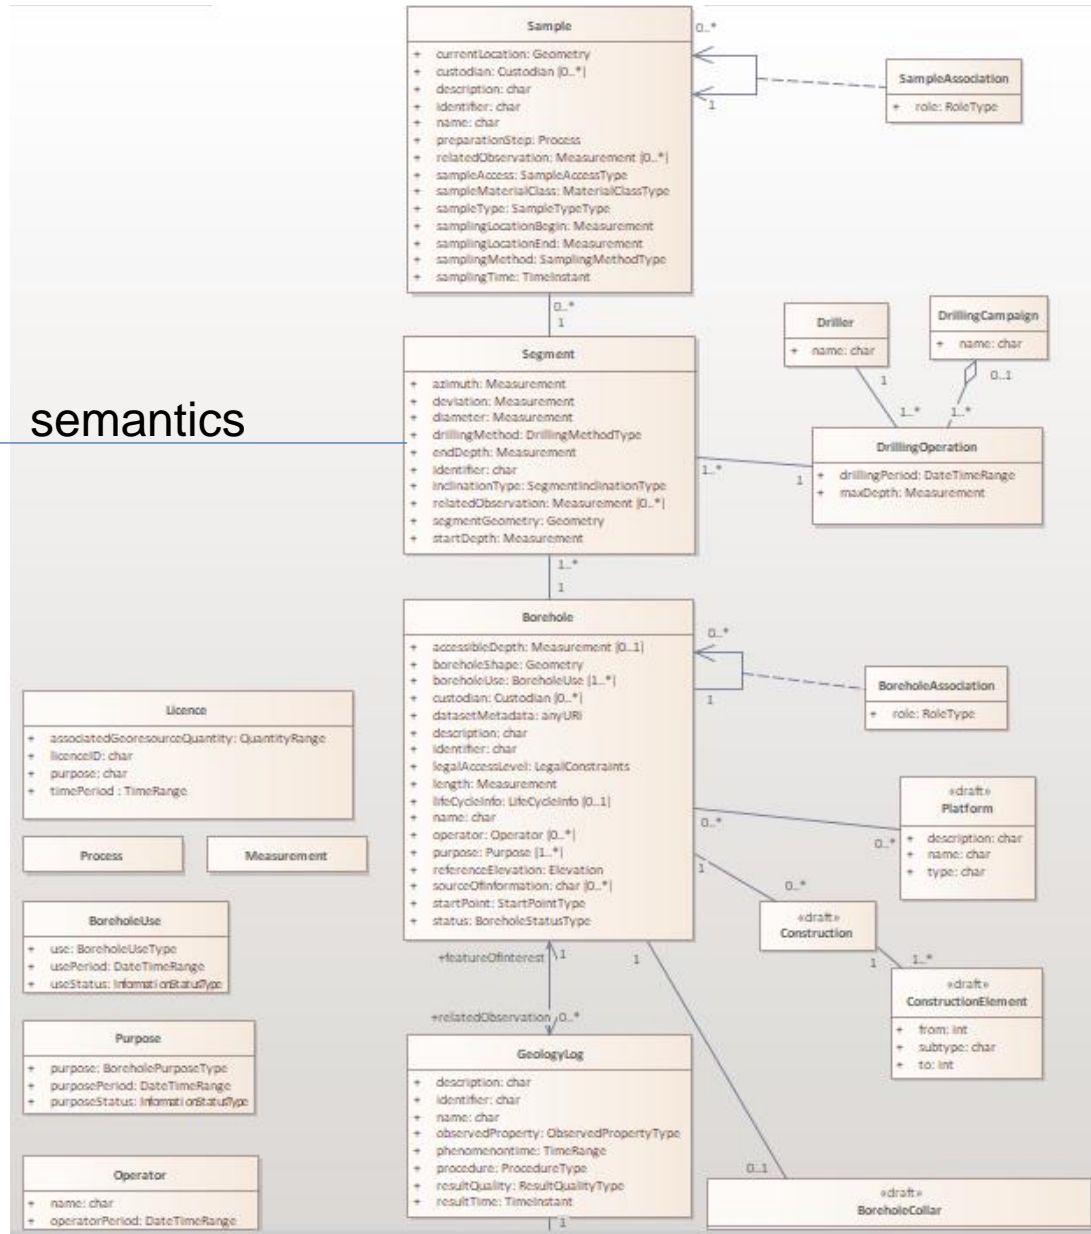 Sample
+ currentLocation: Geometry
+ custodian: Custodian [0..*]
+ description: char
+ identifier: char
+ name: char
+ preparationStep: Process
+ relatedObservation: Measurement [0..*]
+ sampleAccess: SampleAccessType
+ sampleMaterialClass: MaterialClassType
+ sampleType: SampleTypeType
+ samplingLocationBegin: Measurement
+ samplingLocationEnd: Measurement
+ samplingMethod: SamplingMethodType
+ samplingTime: TimeInstant
0..*
1
SampleAssociation
+ role: RoleType
0..*
1
Segment
+ azimuth: Measurement
+ deviation: Measurement
+ diameter: Measurement
+ drillingMethod: DrillingMethodType
+ endDepth: Measurement
+ identifier: char
+ inclinationType: SegmentInclinationType
+ relatedObservation: Measurement [0..*]
+ segmentGeometry: Geometry
+ startDepth: Measurement
semantics
Driller
+ name: char
DrillingCampaign
+ name: char
1
0..1
1..*
1..*
DrillingOperation
+ drillingPeriod: DateTimeRange
+ maxDepth: Measurement
1..*
1
1..*
1
Borehole
+ accessibleDepth: Measurement [0..1]
+ boreholeShape: Geometry
+ boreholeUse: BoreholeUse [1..*]
+ custodian: Custodian [0..*]
+ datasetMetadata: anyURI
+ description: char
+ identifier: char
+ legalAccessLevel: LegalConstraints
+ length: Measurement
+ lifeCycleInfo: LifeCycleInfo [0..1]
+ name: char
+ operator: Operator [0..*]
+ purpose: Purpose [1..*]
+ referenceElevation: Elevation
+ sourceOfInformation: char [0..*]
+ startPoint: StartPointType
+ status: BoreholeStatusType
0..*
1
BoreholeAssociation
+ role: RoleType
Licence
+ associatedGeoresourceQuantity: QuantityRange
+ licenceID: char
+ purpose: char
+ timePeriod : TimeRange
Process
Measurement
BoreholeUse
+ use: BoreholeUseType
+ usePeriod: DateTimeRange
+ useStatus: InformationStatusType
Purpose
+ purpose: BoreholePurposeType
+ purposePeriod: DateTimeRange
+ purposeStatus: InformationStatusType
Operator
+ name: char
+ operatorPeriod: DateTimeRange
0..*
0..*
«draft»
Platform
+ description: char
+ name: char
+ type: char
1
0..*
«draft»
Construction
1
1..*
«draft»
ConstructionElement
+ from: int
+ subtype: char
+ to: int
+featureOfInterest
1
1
+relatedObservation
0..*
GeologyLog
+ description: char
+ identifier: char
+ name: char
+ observedProperty: ObservedPropertyType
+ phenomenontime: TimeRange
+ procedure: ProcedureType
+ resultQuality: ResultQualityType
+ resultTime: TimeInstant
1
0..1
«draft»
BoreholeCollar